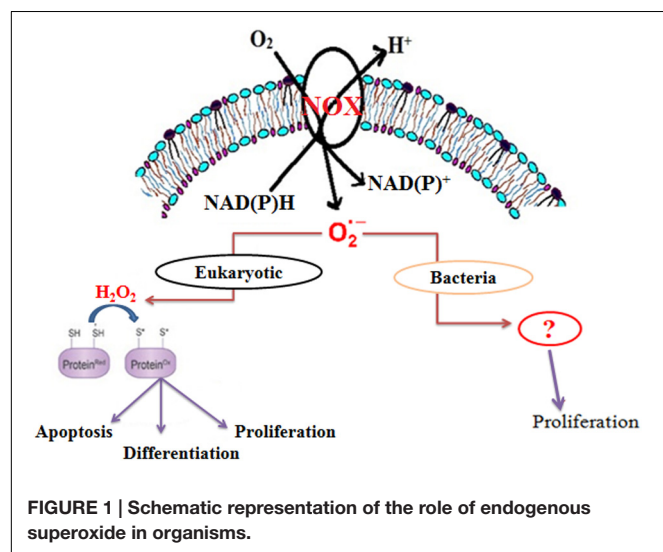 O₂
H⁺
NOX
NAD(P)H
NAD(P)⁺
O₂·⁻
Eukaryotic
Bacteria
H₂O₂
?
SH SH S* S*
Proteinᴿᵉᵈ Proteinᴼˣ
Apoptosis
Differentiation
Proliferation
Proliferation
FIGURE 1 | Schematic representation of the role of endogenous
superoxide in organisms.